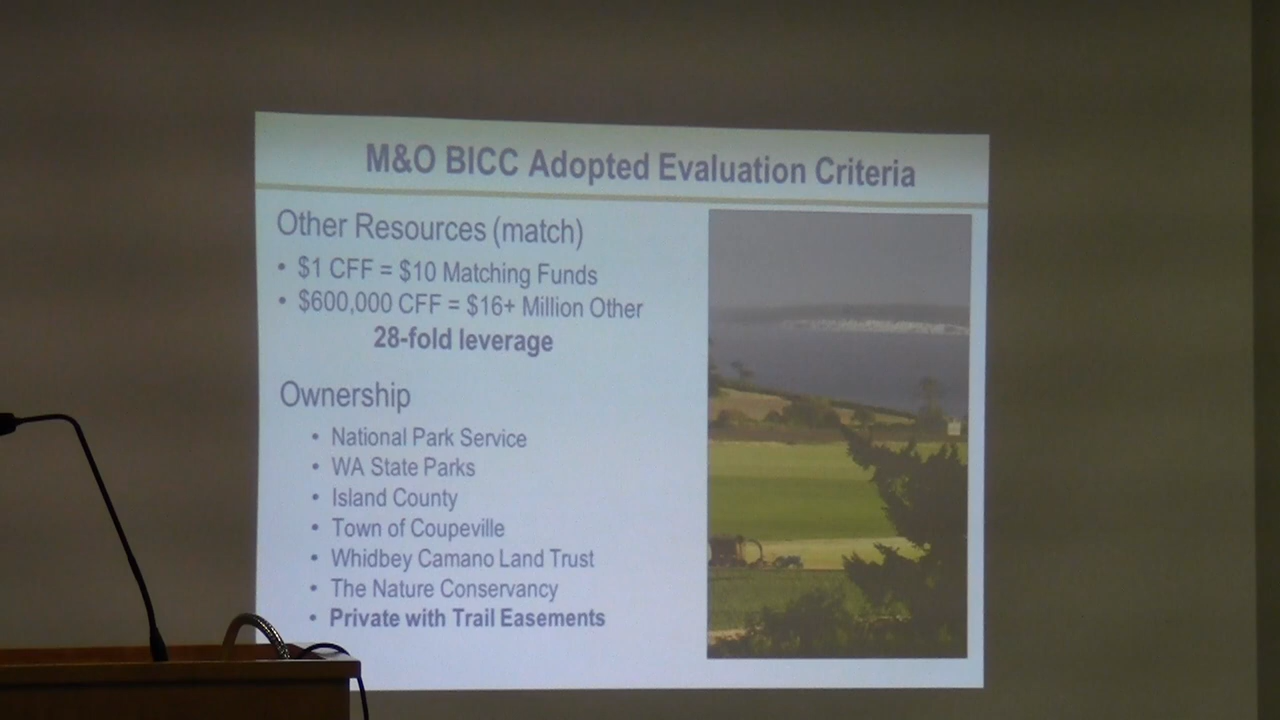 M&O BICC Adopted Evaluation Criteria
Other Resources (match)
• $1 CFF = $10 Matching Funds
• $600,000 CFF = $16+ Million Other
28-fold leverage
Ownership
• National Park Service
• WA State Parks
• Island County
• Town of Coupeville
• Whidbey Camano Land Trust
• The Nature Conservancy
• Private with Trail Easements